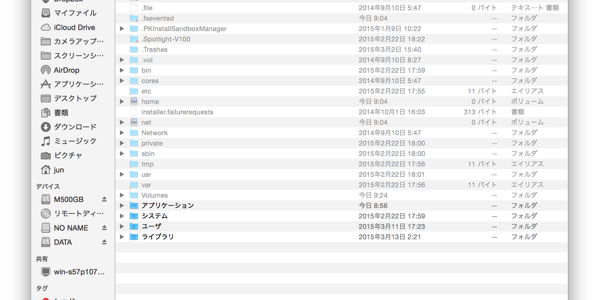 マイファイル
iCloud Drive
カメラアップ…
スクリーンシ…
AirDrop
アプリケーシ…
デスクトップ
書類
ダウンロード
ミュージック
ピクチャ
jun
デバイス
M500GB
リモートディ…
NO NAME
DATA
共有
win-s57p107…
タグ
.file 2014年9月10日 5:47 0 バイト テキス…ト 書類
.fseventsd 今日 9:04 -- フォルダ
.PKInstallSandboxManager 2015年1月9日 10:22 -- フォルダ
.Spotlight-V100 2015年2月22日 18:22 -- フォルダ
.Trashes 2015年3月2日 15:40 -- フォルダ
.vol 2014年9月10日 8:27 -- フォルダ
bin 2015年2月22日 17:59 -- フォルダ
cores 2014年9月10日 5:47 -- フォルダ
etc 2015年2月22日 17:55 11 バイト エイリアス
home 今日 9:04 -- ボリューム
installer.failurerequests 2014年10月1日 16:03 313 バイト 書類
net 今日 9:04 -- ボリューム
Network 2014年9月10日 5:47 -- フォルダ
private 2015年2月22日 18:00 -- フォルダ
sbin 2015年2月22日 18:00 -- フォルダ
tmp 2015年2月22日 17:56 11 バイト エイリアス
usr 2015年2月22日 18:01 -- フォルダ
var 2015年2月22日 17:56 11 バイト エイリアス
Volumes 今日 9:24 -- フォルダ
アプリケーション 今日 8:56 -- フォルダ
システム 2015年2月22日 17:59 -- フォルダ
ユーザ 2015年3月11日 17:23 -- フォルダ
ライブラリ 2015年3月13日 2:21 -- フォルダ